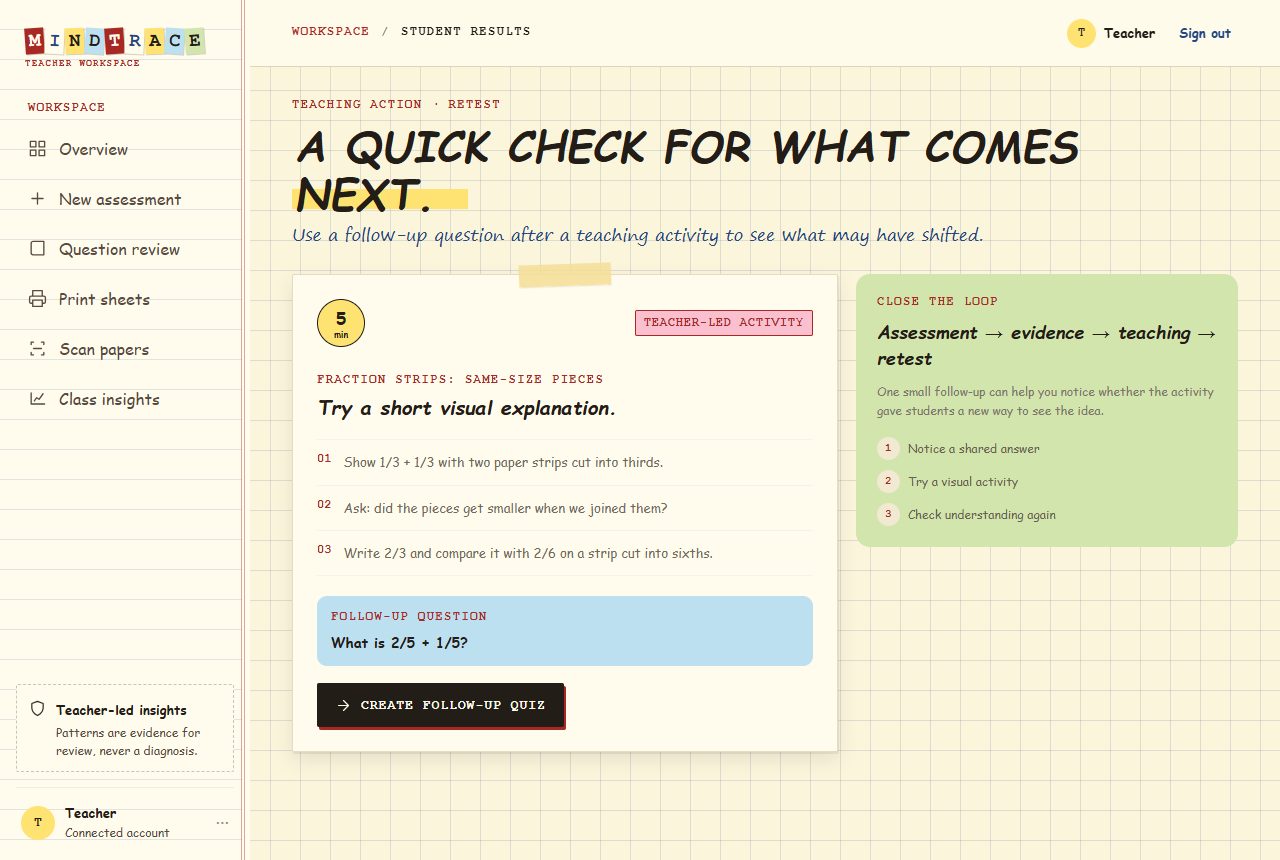 MINDTRACE
TEACHER WORKSPACE
WORKSPACE
Overview
New assessment
Question review
Print sheets
Scan papers
Class insights
Teacher-led insights
Patterns are evidence for
review, never a diagnosis.
T
Teacher
Connected account
...
WORKSPACE / STUDENT RESULTS
T Teacher Sign out
TEACHING ACTION · RETEST
A QUICK CHECK FOR WHAT COMES
NEXT.
Use a follow-up question after a teaching activity to see what may have shifted.
5
min
TEACHER-LED ACTIVITY
FRACTION STRIPS: SAME-SIZE PIECES
Try a short visual explanation.
01 Show 1/3 + 1/3 with two paper strips cut into thirds.
02 Ask: did the pieces get smaller when we joined them?
03 Write 2/3 and compare it with 2/6 on a strip cut into sixths.
FOLLOW-UP QUESTION
What is 2/5 + 1/5?
→ CREATE FOLLOW-UP QUIZ
CLOSE THE LOOP
Assessment → evidence → teaching →
retest
One small follow-up can help you notice whether the activity
gave students a new way to see the idea.
1 Notice a shared answer
2 Try a visual activity
3 Check understanding again